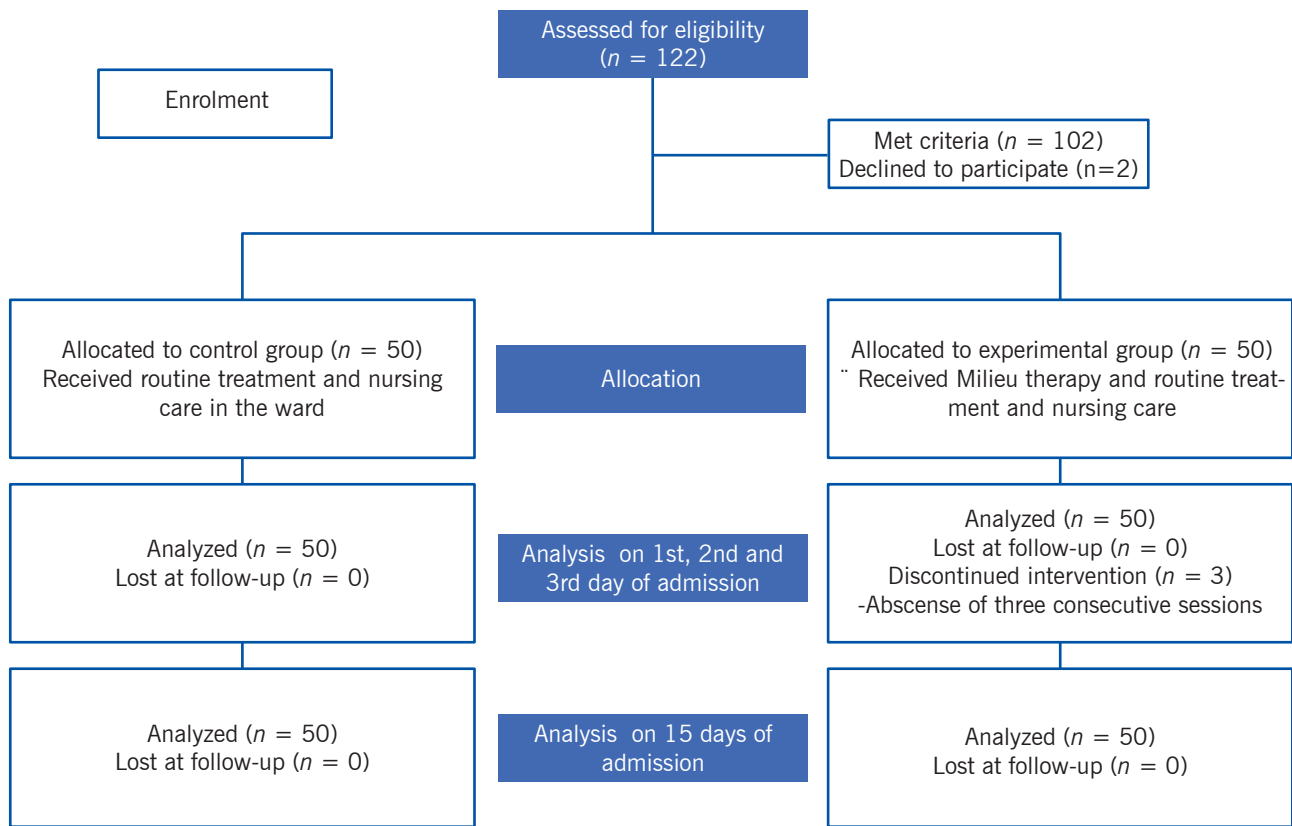 Assessed for eligibility
(n = 122)
Enrolment
Met criteria (n = 102)
Declined to participate (n=2)
Allocated to control group (n = 50)
Received routine treatment and nursing
care in the ward
Allocation
Allocated to experimental group (n = 50)
¨ Received Milieu therapy and routine treat-
ment and nursing care
Analyzed (n = 50)
Lost at follow-up (n = 0)
Analysis on 1st, 2nd and
3rd day of admission
Analyzed (n = 50)
Lost at follow-up (n = 0)
Discontinued intervention (n = 3)
-Abscense of three consecutive sessions
Analyzed (n = 50)
Lost at follow-up (n = 0)
Analysis on 15 days of
admission
Analyzed (n = 50)
Lost at follow-up (n = 0)